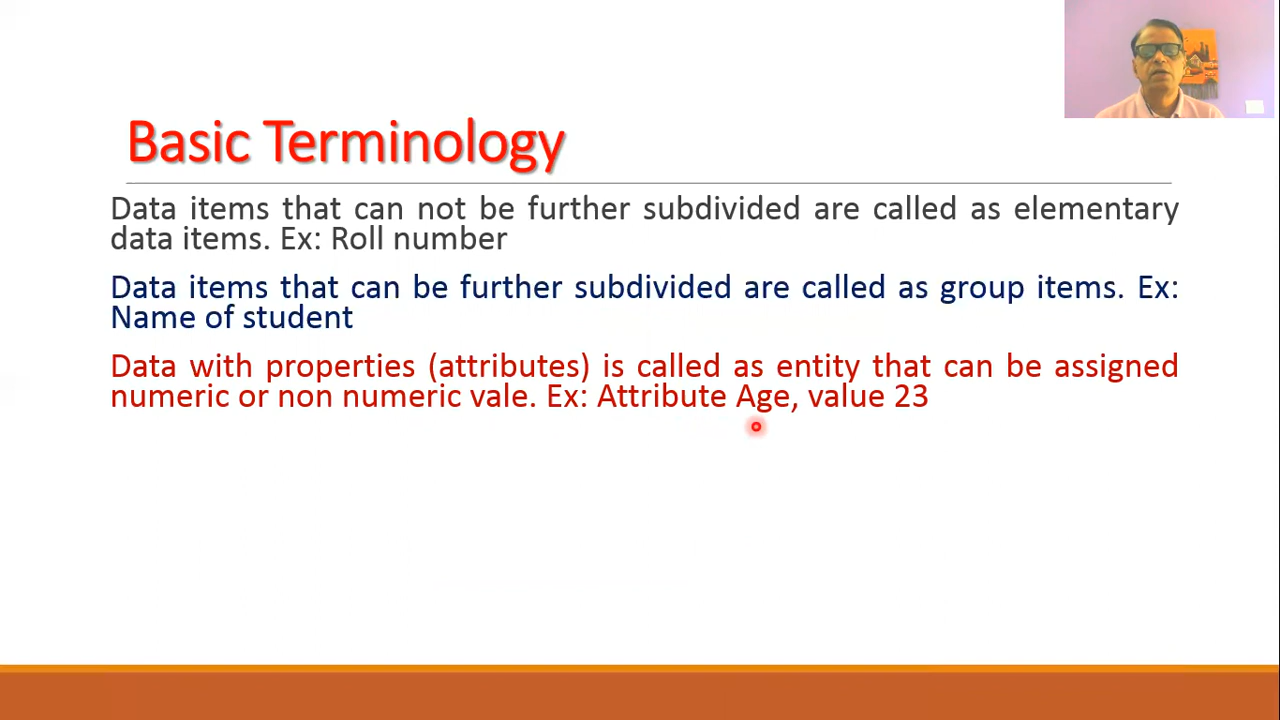 Basic Terminology
Data items that can not be further subdivided are called as elementary
data items. Ex: Roll number
Data items that can be further subdivided are called as group items. Ex:
Name of student
Data with properties (attributes) is called as entity that can be assigned
numeric or non numeric vale. Ex: Attribute Age, value 23